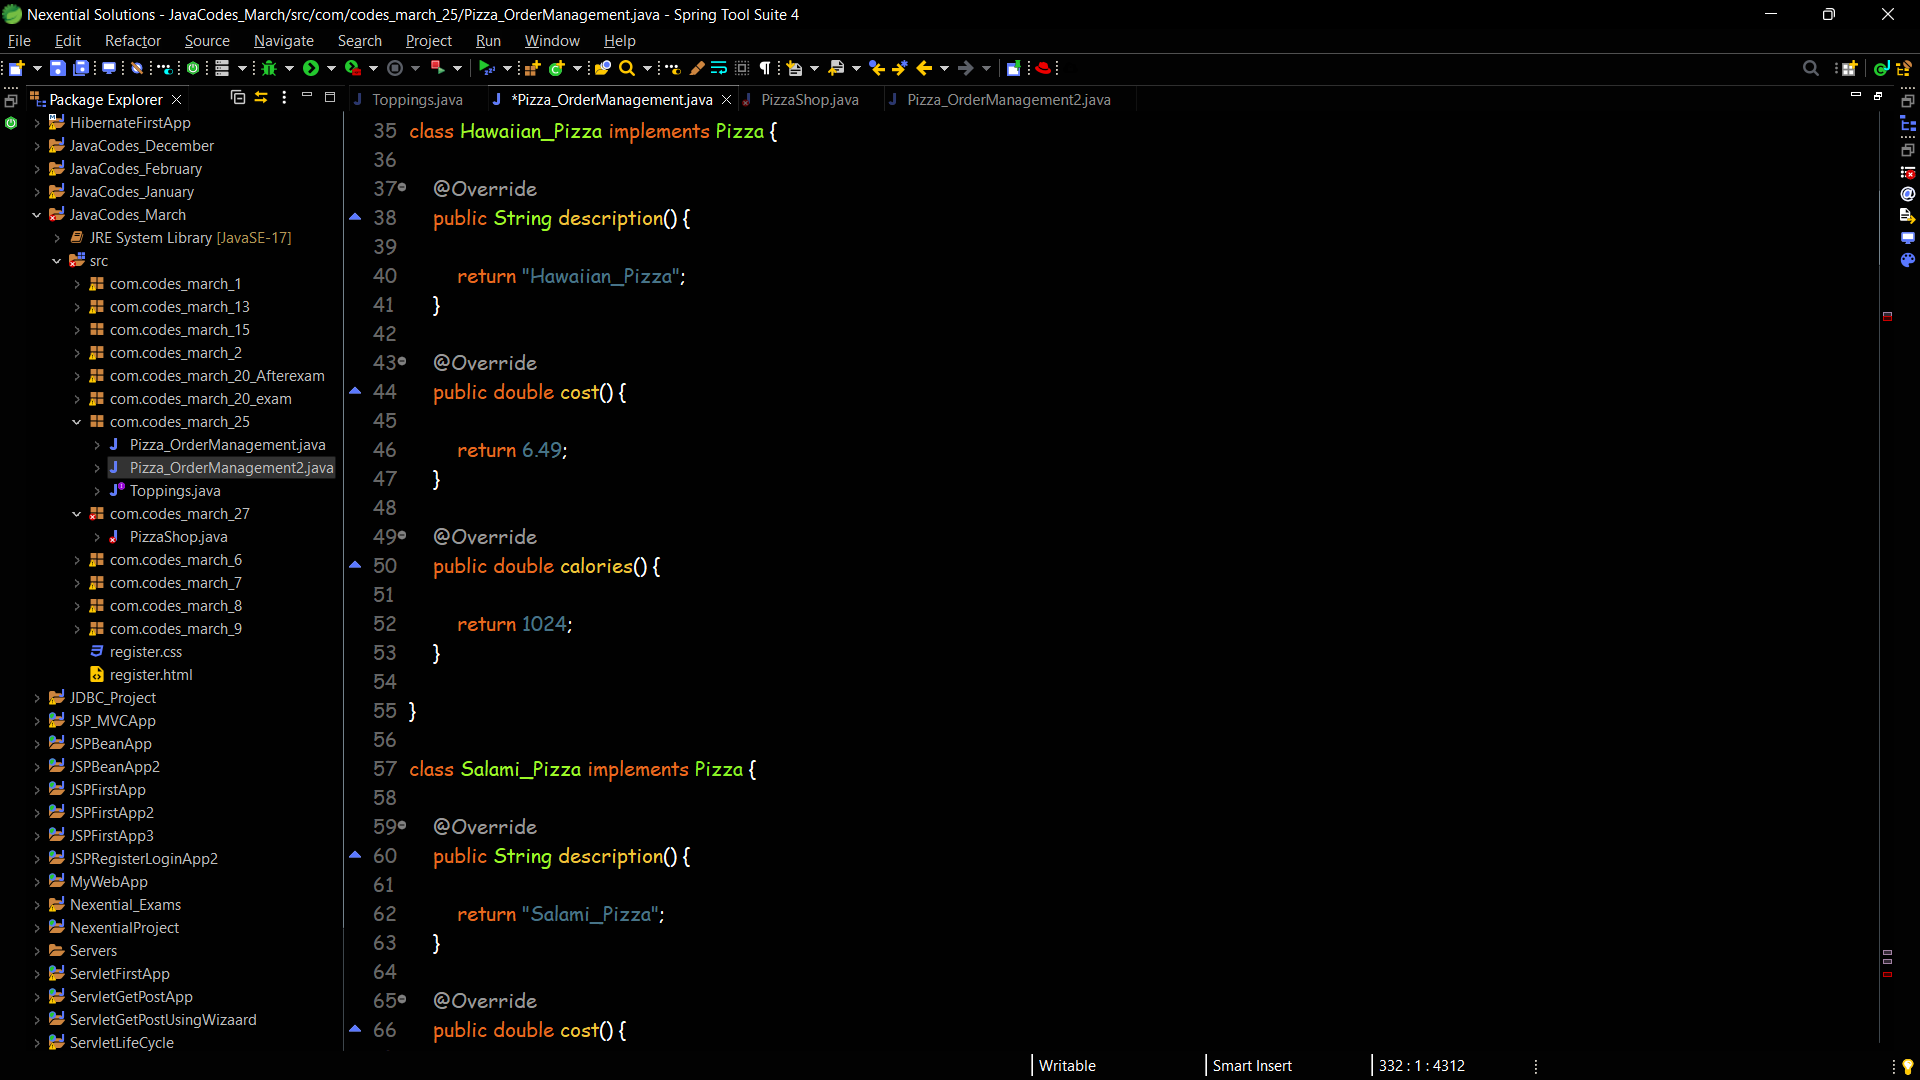 Nexential Solutions - JavaCodes_March/src/com/codes_march_25/Pizza_OrderManagement.java - Spring Tool Suite 4
File Edit Refactor Source Navigate Search Project Run Window Help
Package Explorer
HibernateFirstApp
JavaCodes_December
JavaCodes_February
JavaCodes_January
JavaCodes_March
JRE System Library [JavaSE-17]
src
com.codes_march_1
com.codes_march_13
com.codes_march_15
com.codes_march_2
com.codes_march_20_Afterexam
com.codes_march_20_exam
com.codes_march_25
Pizza_OrderManagement.java
Pizza_OrderManagement2.java
Toppings.java
com.codes_march_27
PizzaShop.java
com.codes_march_6
com.codes_march_7
com.codes_march_8
com.codes_march_9
register.css
register.html
JDBC_Project
JSP_MVCApp
JSPBeanApp
JSPBeanApp2
JSPFirstApp
JSPFirstApp2
JSPFirstApp3
JSPRegisterLoginApp2
MyWebApp
Nexential_Exams
NexentialProject
Servers
ServletFirstApp
ServletGetPostApp
ServletGetPostUsingWizaard
ServletLifeCycle
Toppings.java *Pizza_OrderManagement.java PizzaShop.java Pizza_OrderManagement2.java
35 class Hawaiian_Pizza implements Pizza {
36
37 @Override
38 public String description() {
39
40 return "Hawaiian_Pizza";
41 }
42
43 @Override
44 public double cost() {
45
46 return 6.49;
47 }
48
49 @Override
50 public double calories() {
51
52 return 1024;
53 }
54
55 }
56
57 class Salami_Pizza implements Pizza {
58
59 @Override
60 public String description() {
61
62 return "Salami_Pizza";
63 }
64
65 @Override
66 public double cost() {
Writable Smart Insert 332 : 1 : 4312